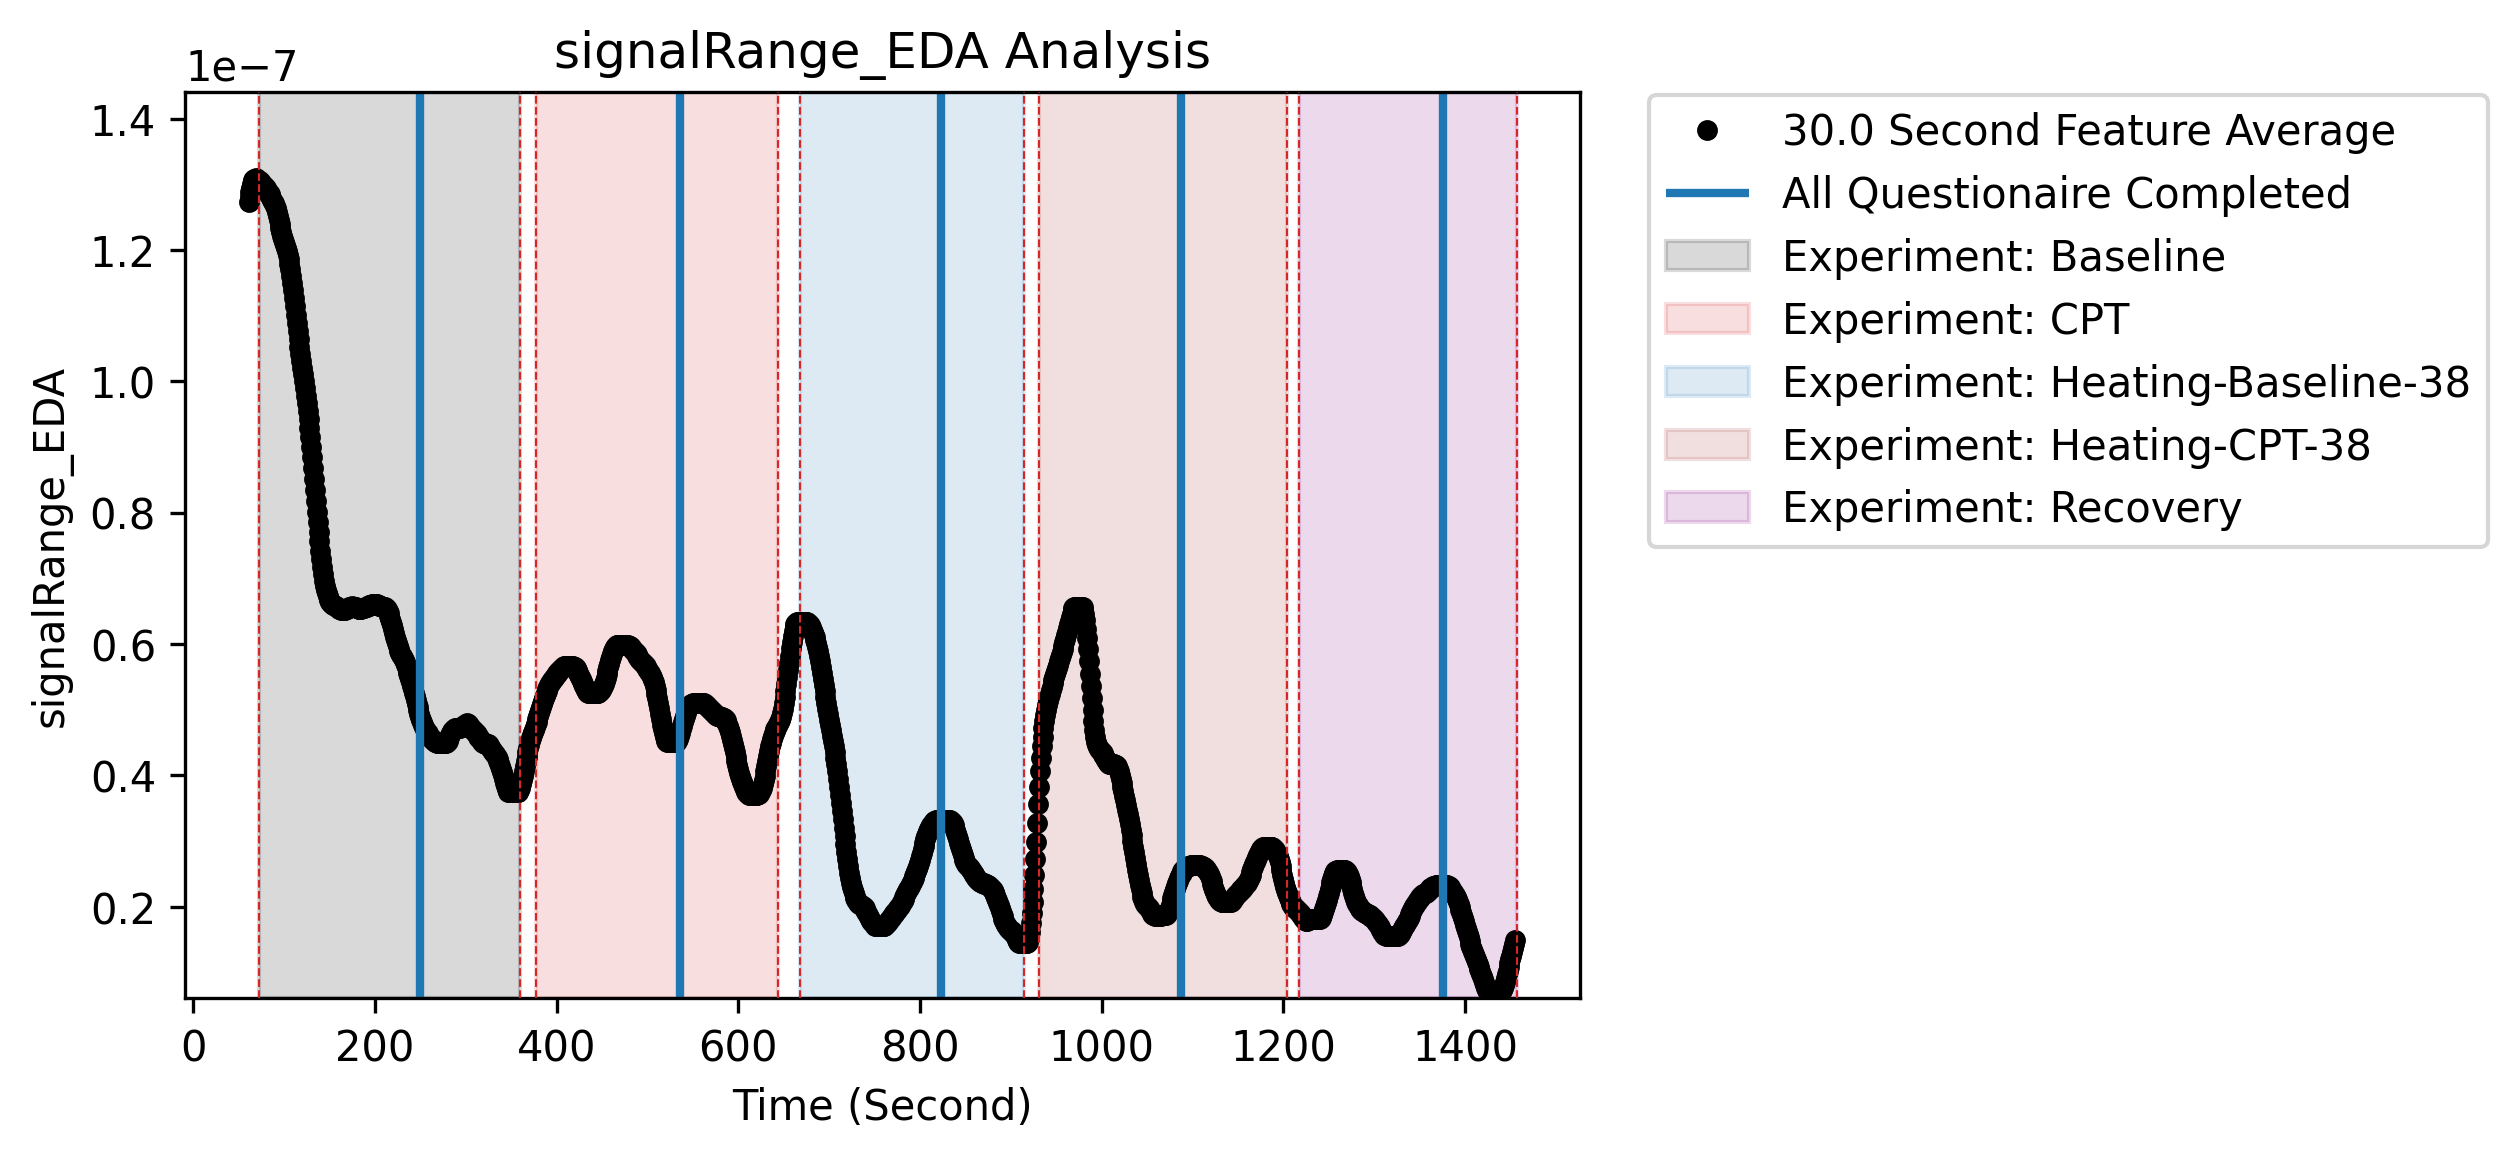 signalRange_EDA Analysis
1e−7
1.4
1.2
1.0
0.8
0.6
0.4
0.2
signalRange_EDA
0 200 400 600 800 1000 1200 1400
Time (Second)
30.0 Second Feature Average
All Questionaire Completed
Experiment: Baseline
Experiment: CPT
Experiment: Heating-Baseline-38
Experiment: Heating-CPT-38
Experiment: Recovery